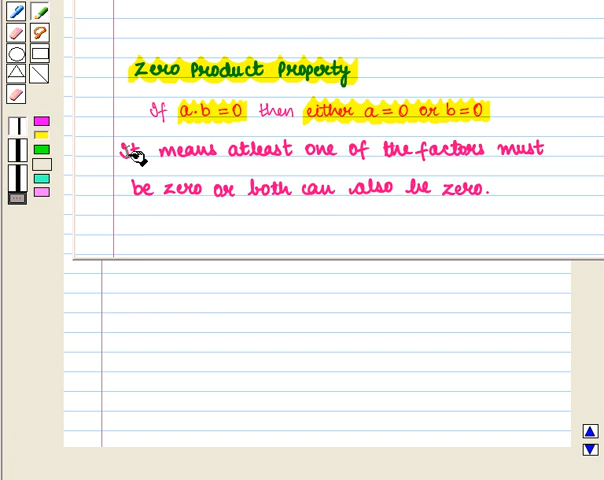 Zero Product Property
If a.b = 0 then either a = 0 or b = 0
It means atleast one of the factors must
be zero or both can also be zero.